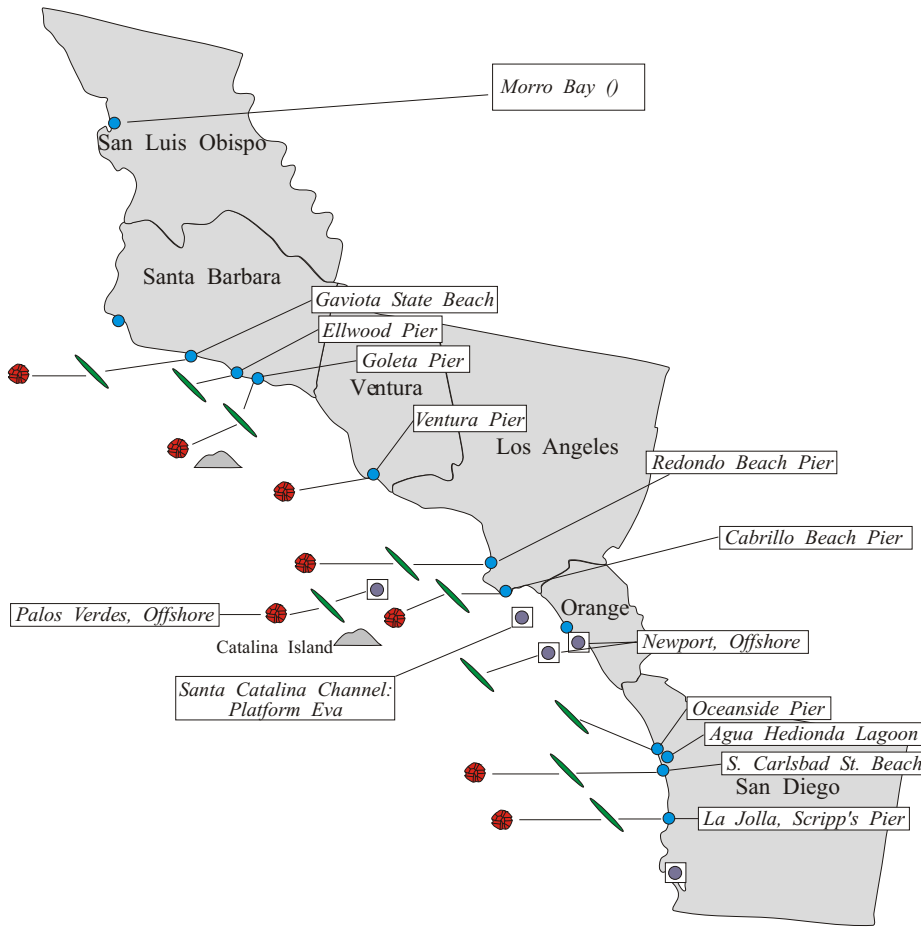 Morro Bay ()
San Luis Obispo
Santa Barbara
Gaviota State Beach
Ellwood Pier
Goleta Pier
Ventura
Ventura Pier
Los Angeles
Redondo Beach Pier
Cabrillo Beach Pier
Palos Verdes, Offshore
Orange
Catalina Island
Newport, Offshore
Santa Catalina Channel:
Platform Eva
Oceanside Pier
Agua Hedionda Lagoon
S. Carlsbad St. Beach
San Diego
La Jolla, Scripp's Pier